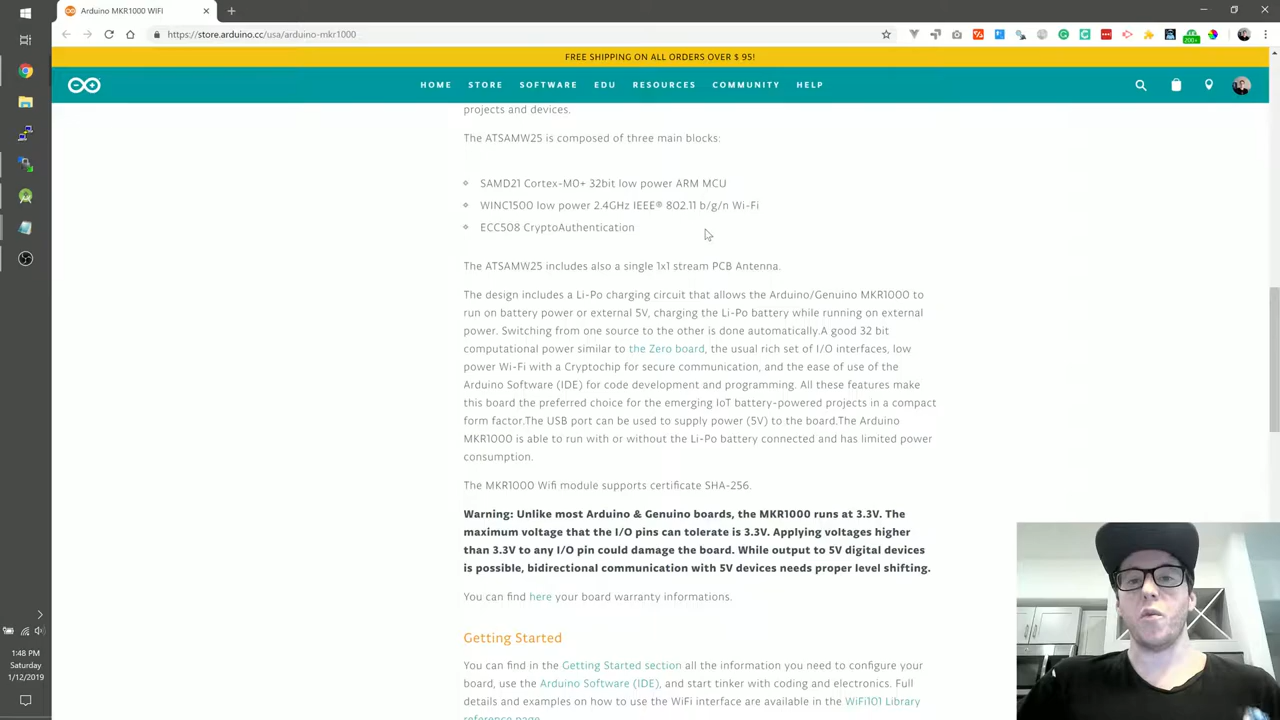 Arduino MKR1000 WIFI
https://store.arduino.cc/usa/arduino-mkr1000
200+
FREE SHIPPING ON ALL ORDERS OVER $ 95!
HOME STORE SOFTWARE EDU RESOURCES COMMUNITY HELP
projects and devices.
The ATSAMW25 is composed of three main blocks:
SAMD21 Cortex-M0+ 32bit low power ARM MCU
WINC1500 low power 2.4GHz IEEE® 802.11 b/g/n Wi-Fi
ECC508 CryptoAuthentication
The ATSAMW25 includes also a single 1x1 stream PCB Antenna.
The design includes a Li-Po charging circuit that allows the Arduino/Genuino MKR1000 to
run on battery power or external 5V, charging the Li-Po battery while running on external
power. Switching from one source to the other is done automatically.A good 32 bit
computational power similar to the Zero board, the usual rich set of I/O interfaces, low
power Wi-Fi with a Cryptochip for secure communication, and the ease of use of the
Arduino Software (IDE) for code development and programming. All these features make
this board the preferred choice for the emerging IoT battery-powered projects in a compact
form factor.The USB port can be used to supply power (5V) to the board.The Arduino
MKR1000 is able to run with or without the Li-Po battery connected and has limited power
consumption.
The MKR1000 Wifi module supports certificate SHA-256.
Warning: Unlike most Arduino & Genuino boards, the MKR1000 runs at 3.3V. The
maximum voltage that the I/O pins can tolerate is 3.3V. Applying voltages higher
than 3.3V to any I/O pin could damage the board. While output to 5V digital devices
is possible, bidirectional communication with 5V devices needs proper level shifting.
You can find here your board warranty informations.
Getting Started
You can find in the Getting Started section all the information you need to configure your
board, use the Arduino Software (IDE), and start tinker with coding and electronics. Full
details and examples on how to use the WiFi interface are available in the WiFi101 Library
reference page
1:48 PM
Saturday
1/12/2019